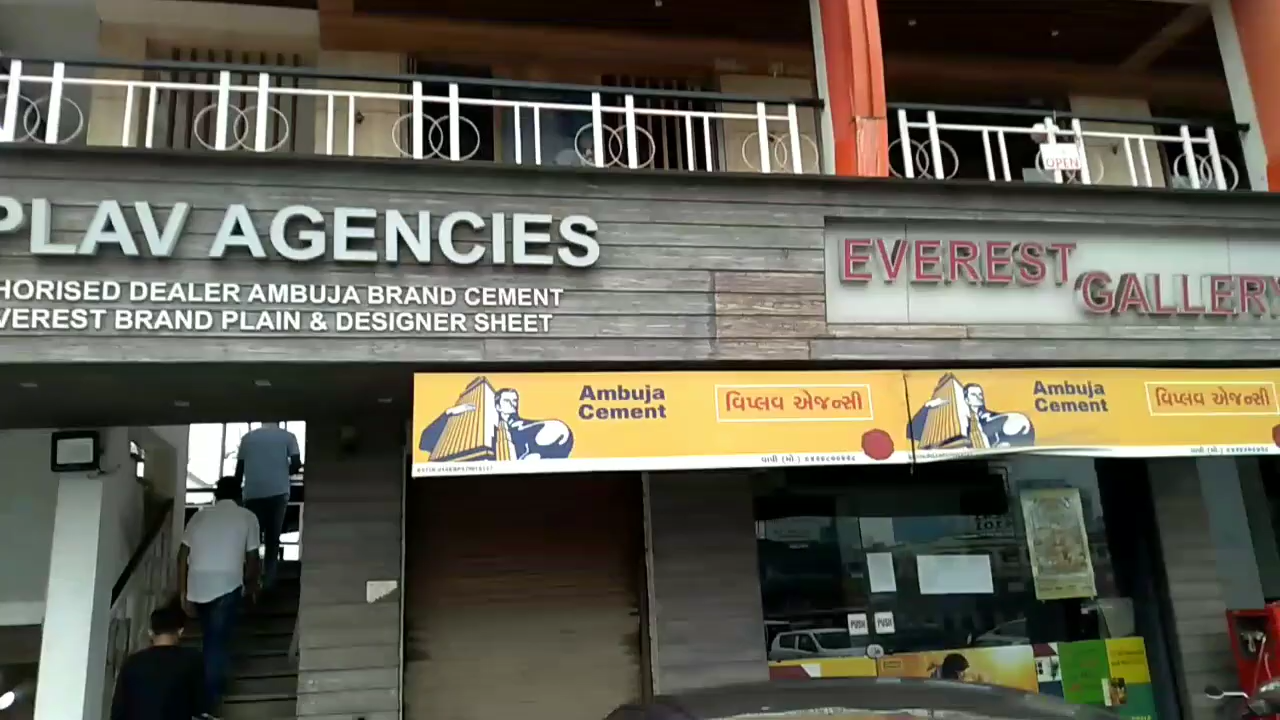 PLAV AGENCIES
HORISED DEALER AMBUJA BRAND CEMENT
VEREST BRAND PLAIN & DESIGNER SHEET
OPEN
EVEREST
GALLERY
Ambuja
Cement
વિપ્લવ એજન્સી
Ambuja
Cement
વિપ્લવ એજન્સી
PUSH
PUSH